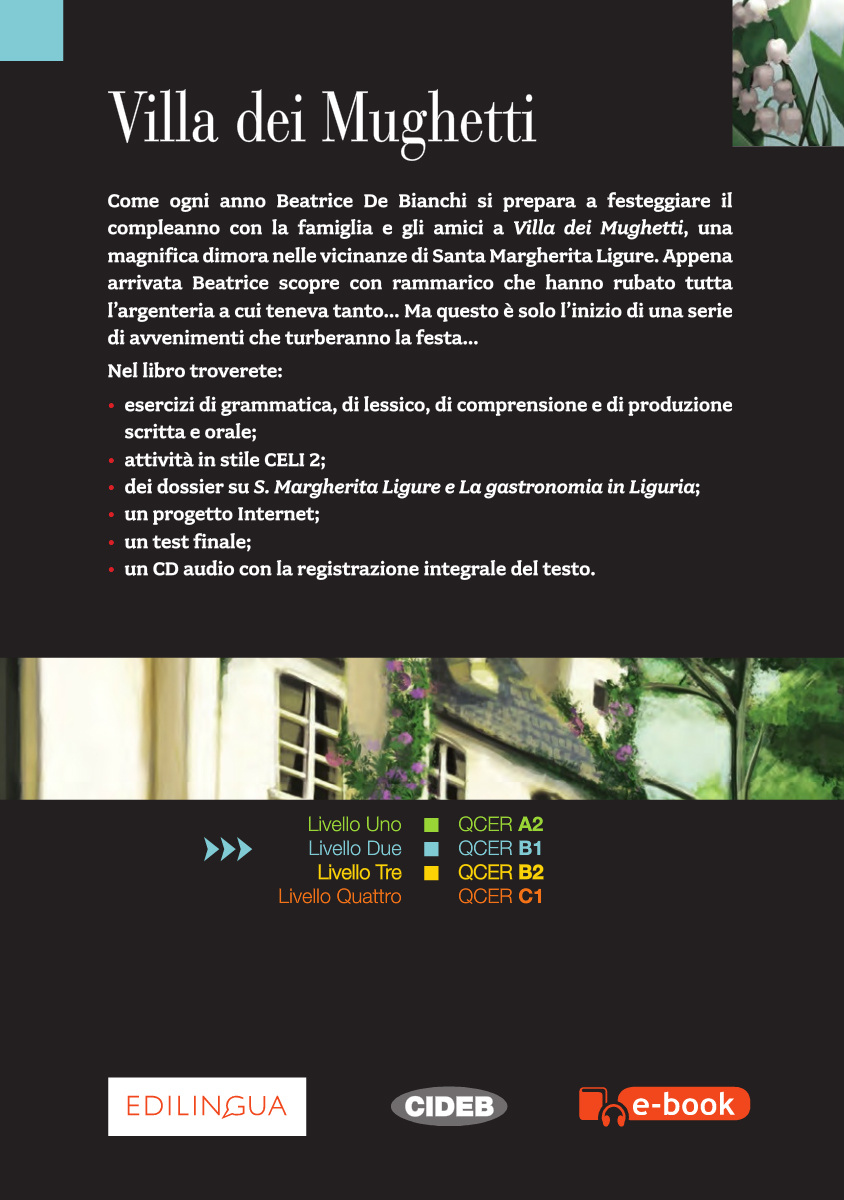 Villa dei Mughetti
Come ogni anno Beatrice De Bianchi si prepara a festeggiare il
compleanno con la famiglia e gli amici a Villa dei Mughetti, una
magnifica dimora nelle vicinanze di Santa Margherita Ligure. Appena
arrivata Beatrice scopre con rammarico che hanno rubato tutta
l'argenteria a cui teneva tanto... Ma questo è solo l'inizio di una serie
di avvenimenti che turberanno la festa...
Nel libro troverete:
• esercizi di grammatica, di lessico, di comprensione e di produzione
scritta e orale;
• attività in stile CELI 2;
• dei dossier su S. Margherita Ligure e La gastronomia in Liguria;
• un progetto Internet;
• un test finale;
• un CD audio con la registrazione integrale del testo.
Livello Uno ■ QCER A2
Livello Due ■ QCER B1
Livello Tre ■ QCER B2
Livello Quattro QCER C1
EDILINGUA
CIDEB
e-book